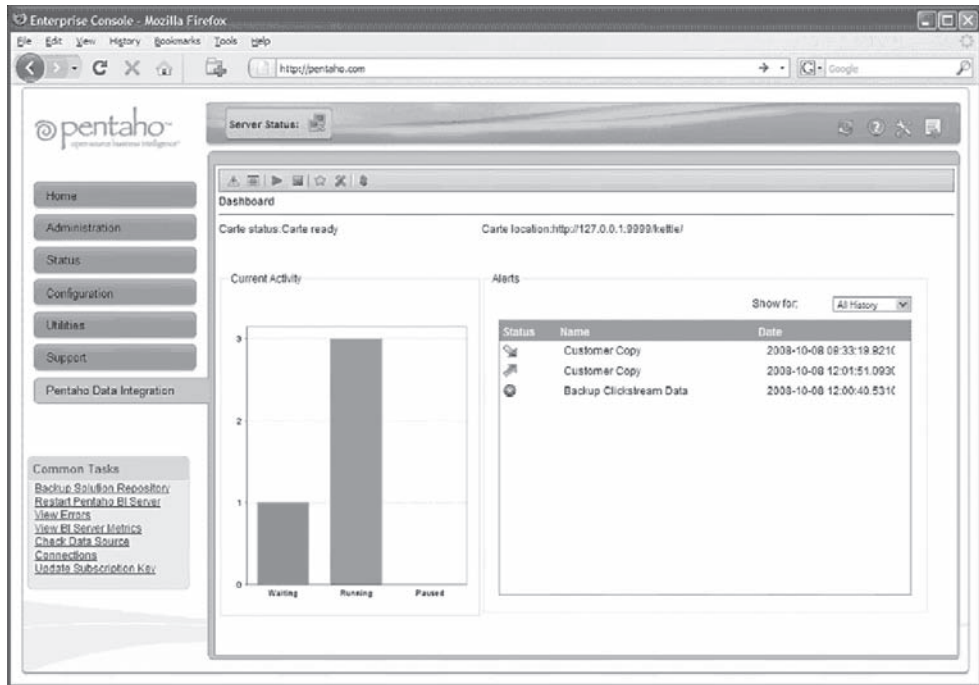 Enterprise Console - Mozilla Firefox
File Edit View History Bookmarks Tools Help
http://pentaho.com
Google
pentaho
open source business intelligence
Server Status:
Home
Administration
Status
Configuration
Utilities
Support
Pentaho Data Integration
Common Tasks
Backup Solution Repository
Restart Pentaho BI Server
View Errors
View BI Server Metrics
Check Data Source
Connections
Update Subscription Key
Dashboard
Carte status:Carte ready
Carte location:http://127.0.0.1:9999/kettle/
Current Activity
3
2
1
0
Waiting Running Paused
Alerts
Show for: All History
Status Name Date
Customer Copy 2008-10-08 09:33:19.921
Customer Copy 2008-10-08 12:01:51.093
Backup Clickstream Data 2008-10-08 12:00:40.531